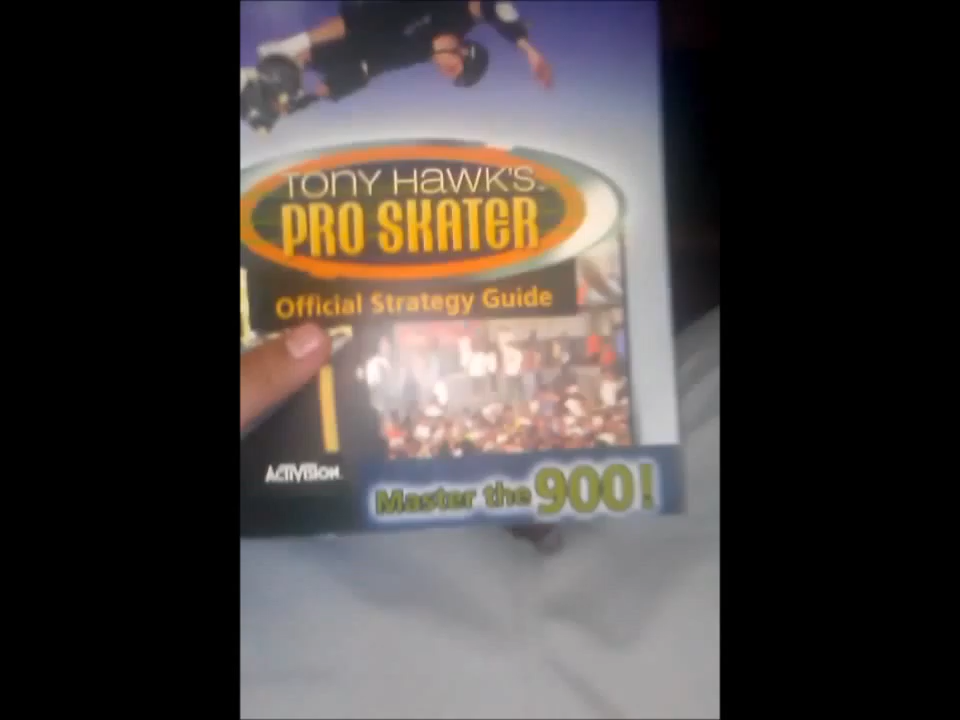 TONY HAWK'S
PRO SKATER
Official Strategy Guide
ACTIVISION
Master the 900!